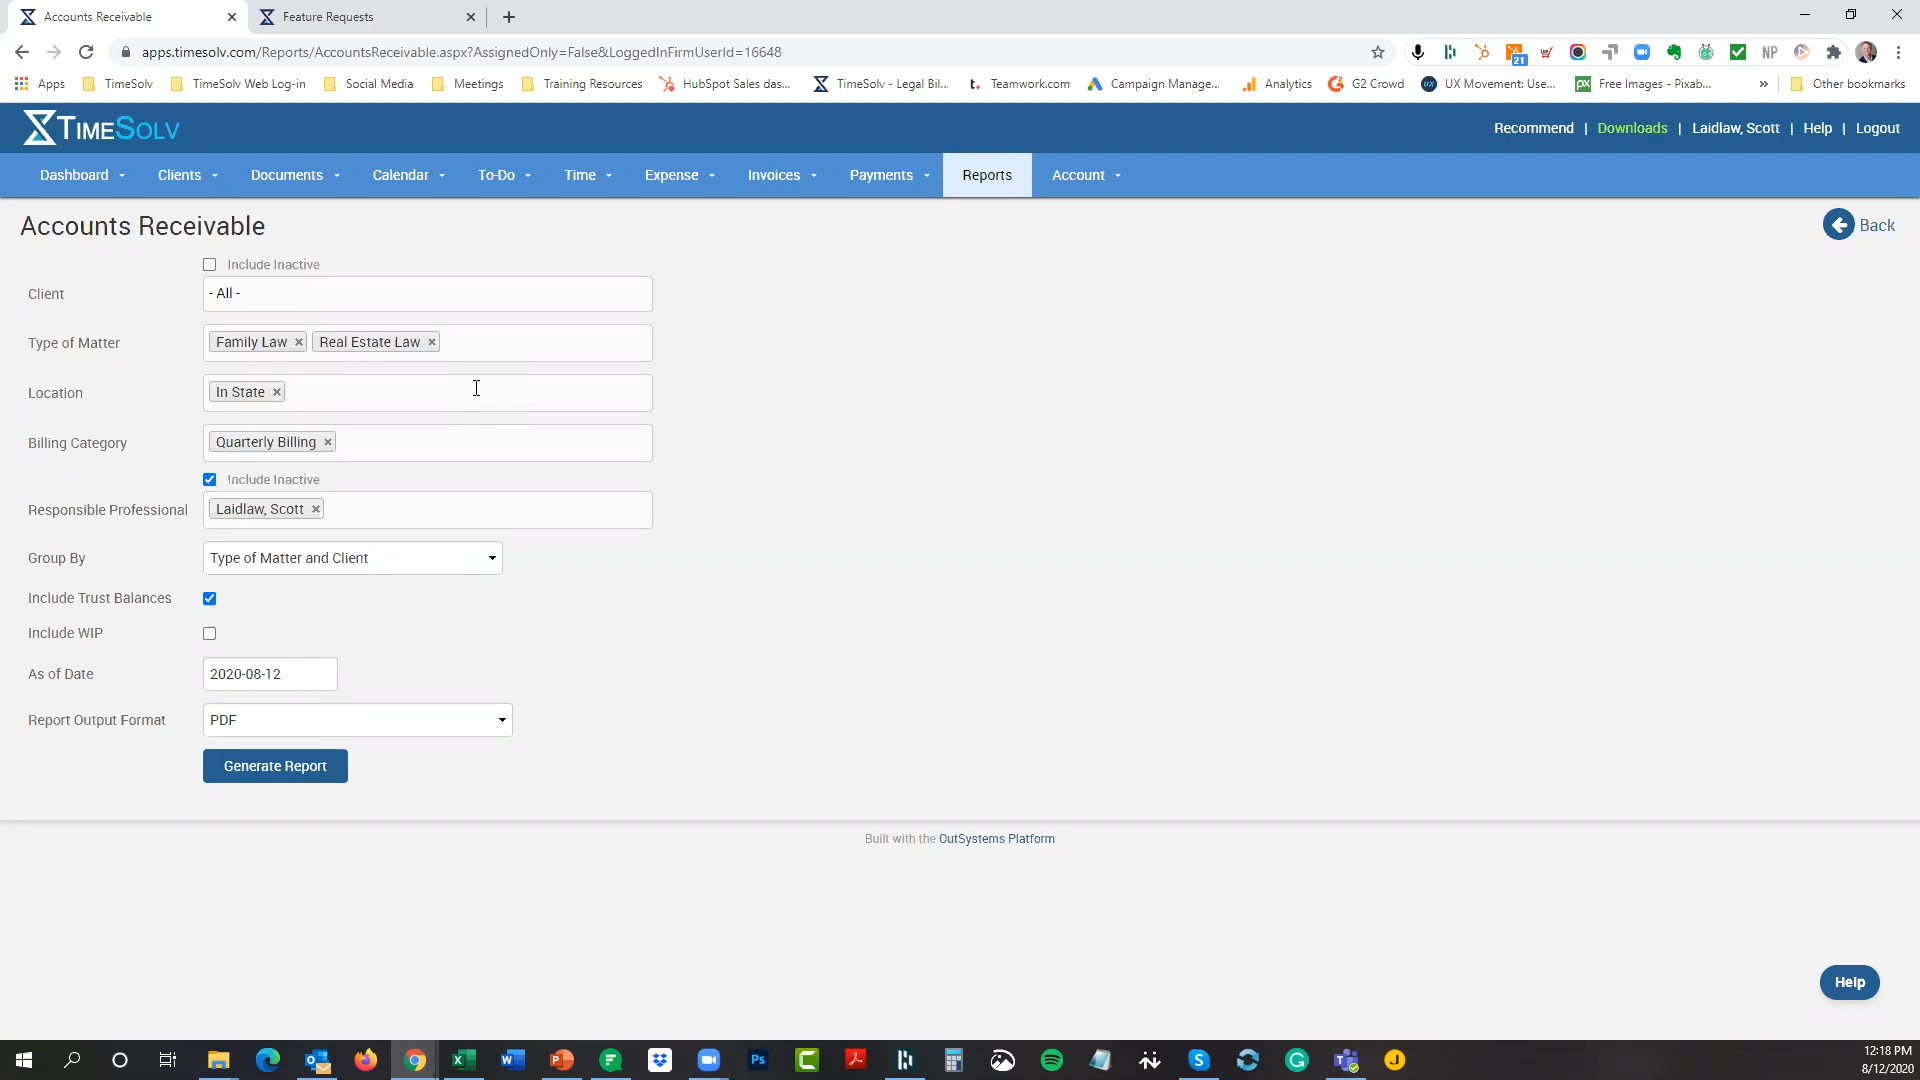 Accounts Receivable
Feature Requests
apps.timesolv.com/Reports/AccountsReceivable.aspx?AssignedOnly=False&LoggedInFirmUserId=16648
21
NP
Apps TimeSolv TimeSolv Web Log-in Social Media Meetings Training Resources HubSpot Sales das... TimeSolv - Legal Bil... t. Teamwork.com Campaign Manage... Analytics G2 Crowd UX UX Movement: Use... px Free Images - Pixab... » Other bookmarks
TIMESOLV
Recommend | Downloads | Laidlaw, Scott | Help | Logout
Dashboard Clients Documents Calendar To-Do Time Expense Invoices Payments Reports Account
Accounts Receivable
Back
Include Inactive
Client - All -
Type of Matter Family Law × Real Estate Law ×
Location In State ×
Billing Category Quarterly Billing ×
Include Inactive
Responsible Professional Laidlaw, Scott ×
Group By Type of Matter and Client
Include Trust Balances
Include WIP
As of Date 2020-08-12
Report Output Format PDF
Generate Report
Built with the OutSystems Platform
Help
Ps
12:18 PM
8/12/2020